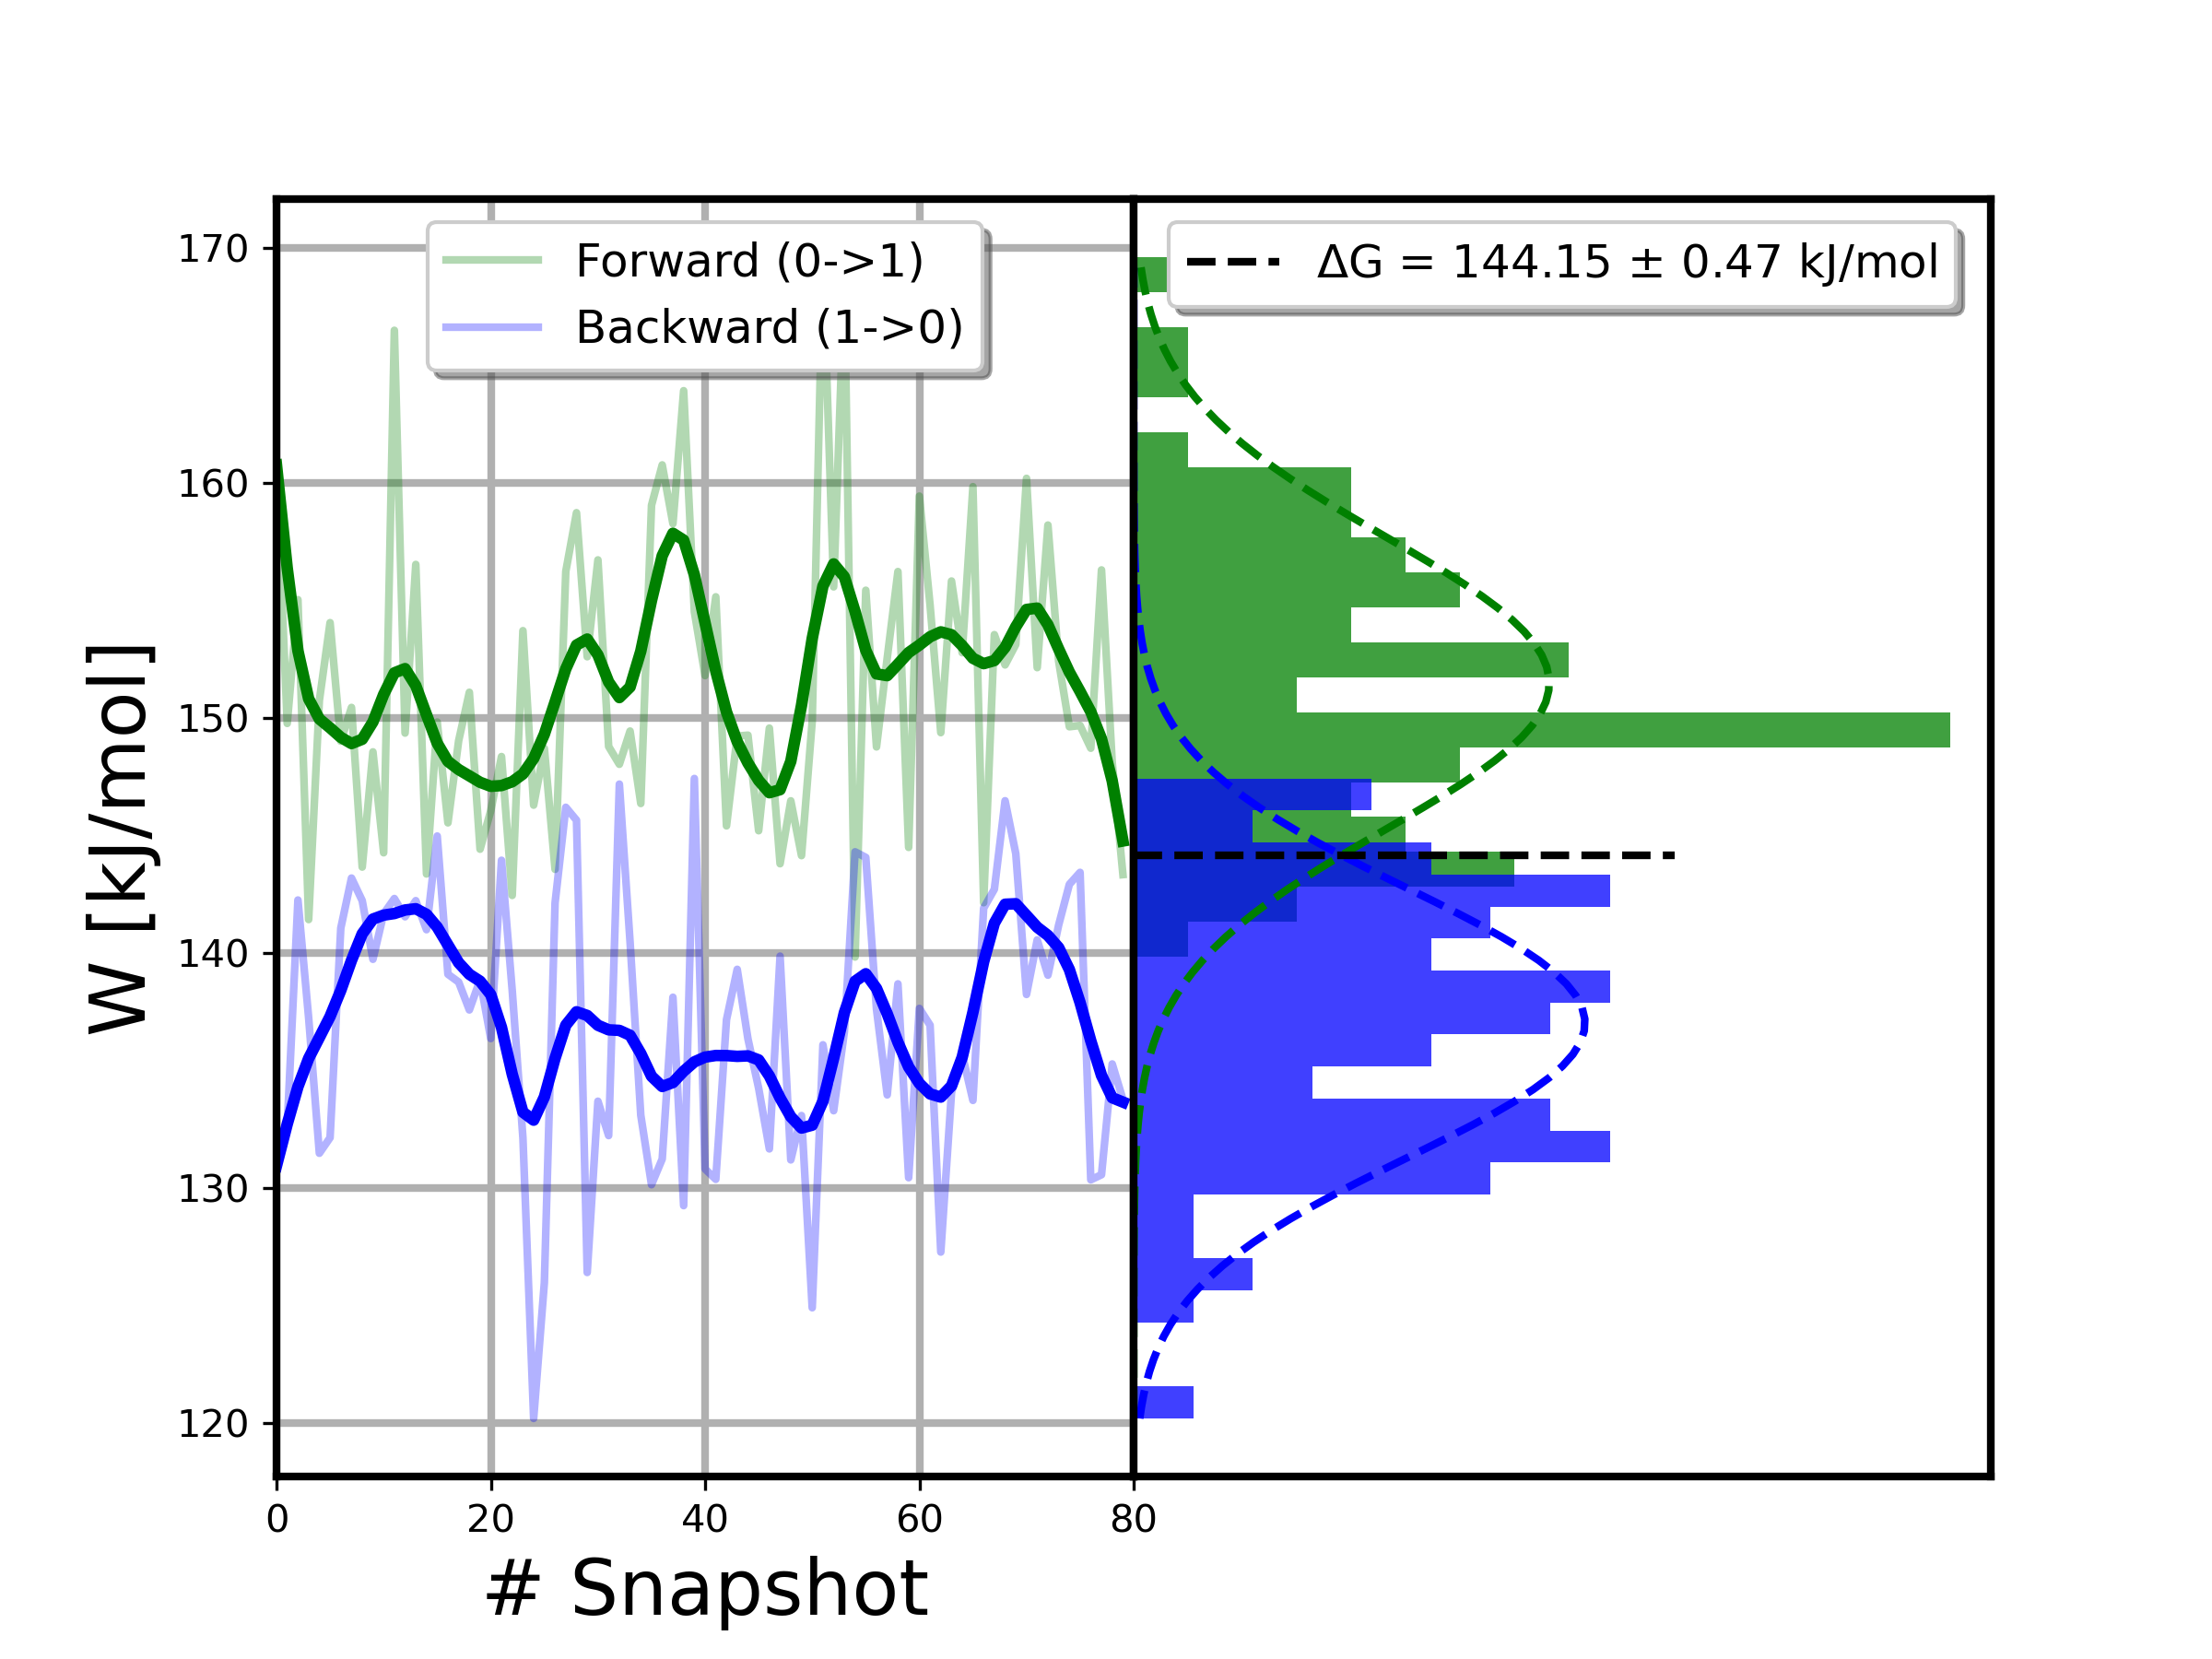 Forward (0->1)
Backward (1->0)
ΔG = 144.15 ± 0.47 kJ/mol
170
160
150
140
130
120
W [kJ/mol]
0 20 40 60 80
# Snapshot